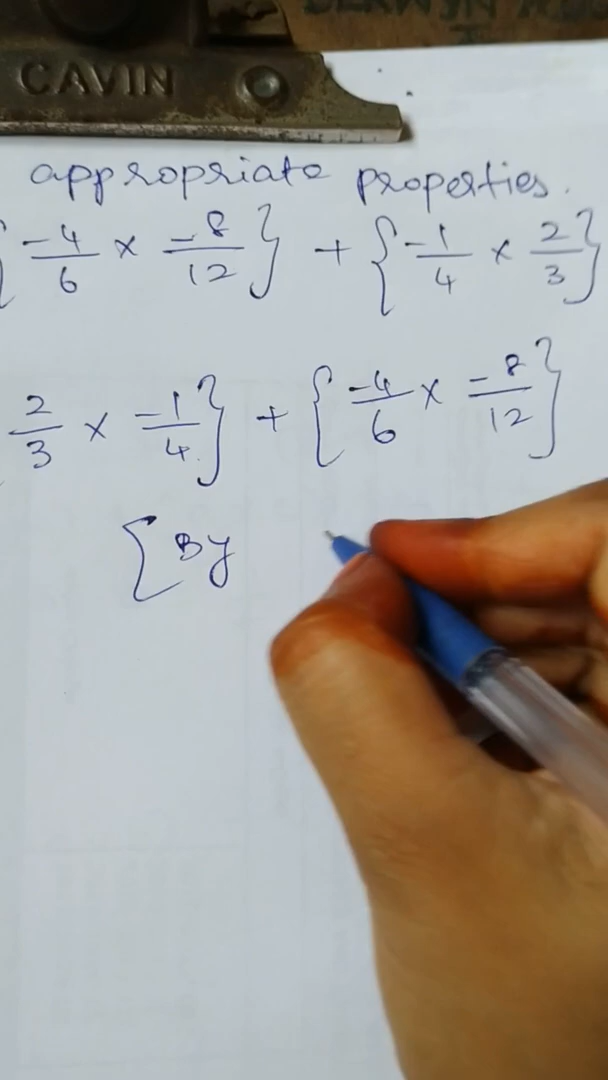 CAVIN
appropriate properties.
{-4/6 × -8/12} + {-1/4 × 2/3}
2/3 × -1/4} + {-4/6 × -8/12}
[By